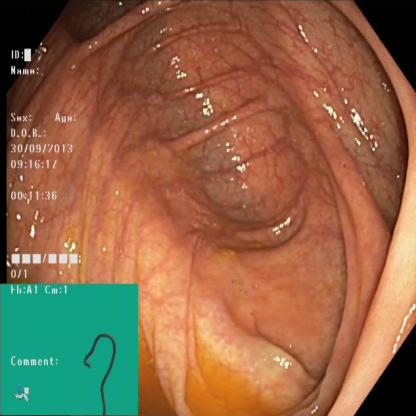 ID:
Name:
Sex: Age:
D.O.B.:
30/09/2013
09:16:17
00:11:36
0/1
Eh:A1 Cm:1
Comment: